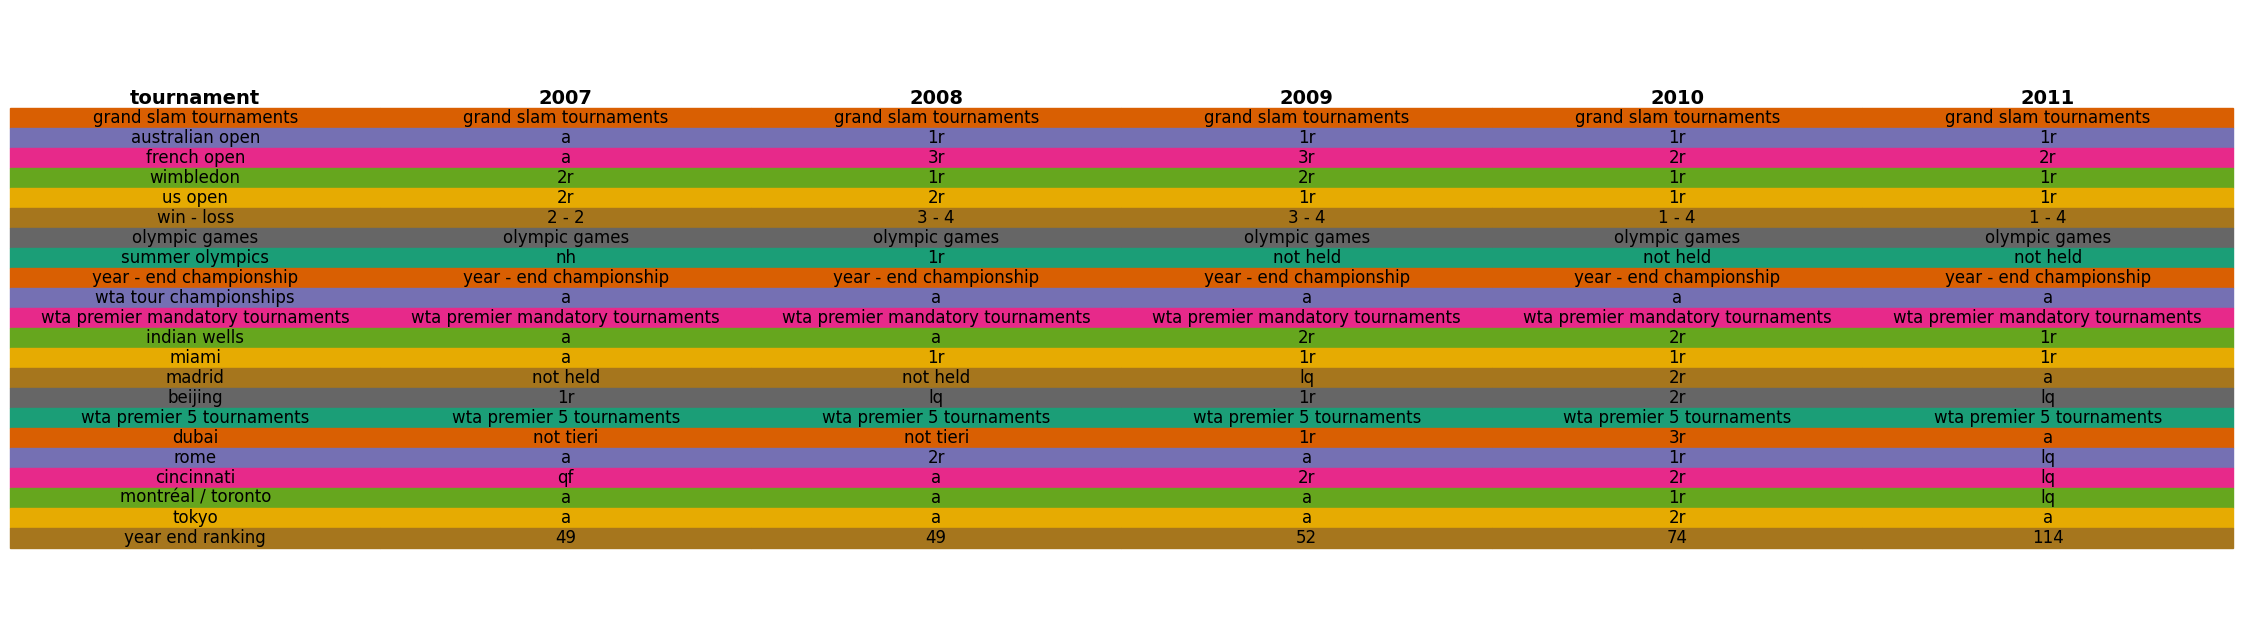 tournament 2007 2008 2009 2010 2011
grand slam tournaments grand slam tournaments grand slam tournaments grand slam tournaments grand slam tournaments grand slam tournaments
australian open a 1r 1r 1r 1r
french open a 3r 3r 2r 2r
wimbledon 2r 1r 2r 1r 1r
us open 2r 2r 1r 1r 1r
win - loss 2 - 2 3 - 4 3 - 4 1 - 4 1 - 4
olympic games olympic games olympic games olympic games olympic games olympic games
summer olympics nh 1r not held not held not held
year - end championship year - end championship year - end championship year - end championship year - end championship year - end championship
wta tour championships a a a a a
wta premier mandatory tournaments wta premier mandatory tournaments wta premier mandatory tournaments wta premier mandatory tournaments wta premier mandatory tournaments wta premier mandatory tournaments
indian wells a a 2r 2r 1r
miami a 1r 1r 1r 1r
madrid not held not held lq 2r a
beijing 1r lq 1r 2r lq
wta premier 5 tournaments wta premier 5 tournaments wta premier 5 tournaments wta premier 5 tournaments wta premier 5 tournaments wta premier 5 tournaments
dubai not tieri not tieri 1r 3r a
rome a 2r a 1r lq
cincinnati qf a 2r 2r lq
montréal / toronto a a a 1r lq
tokyo a a a 2r a
year end ranking 49 49 52 74 114